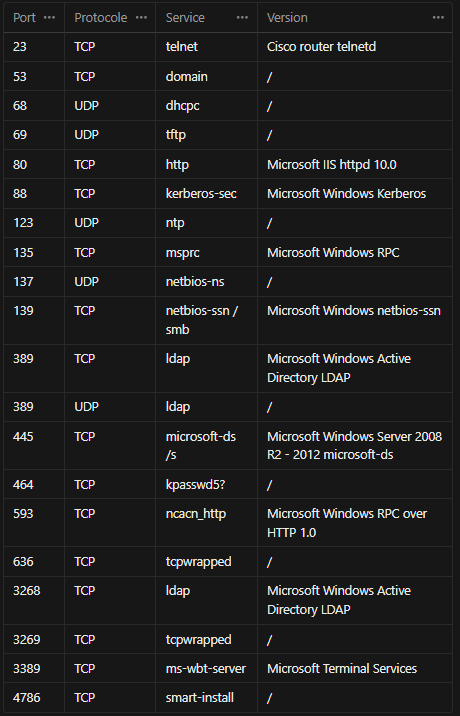 Port ••• Protocole ••• Service ••• Version •••
23 TCP telnet Cisco router telnetd
53 TCP domain /
68 UDP dhcpc /
69 UDP tftp /
80 TCP http Microsoft IIS httpd 10.0
88 TCP kerberos-sec Microsoft Windows Kerberos
123 UDP ntp /
135 TCP msprc Microsoft Windows RPC
137 UDP netbios-ns /
139 TCP netbios-ssn / Microsoft Windows netbios-ssn
smb
389 TCP ldap Microsoft Windows Active
Directory LDAP
389 UDP ldap /
445 TCP microsoft-ds Microsoft Windows Server 2008
/s R2 - 2012 microsoft-ds
464 TCP kpasswd5? /
593 TCP ncacn_http Microsoft Windows RPC over
HTTP 1.0
636 TCP tcpwrapped /
3268 TCP ldap Microsoft Windows Active
Directory LDAP
3269 TCP tcpwrapped /
3389 TCP ms-wbt-server Microsoft Terminal Services
4786 TCP smart-install /